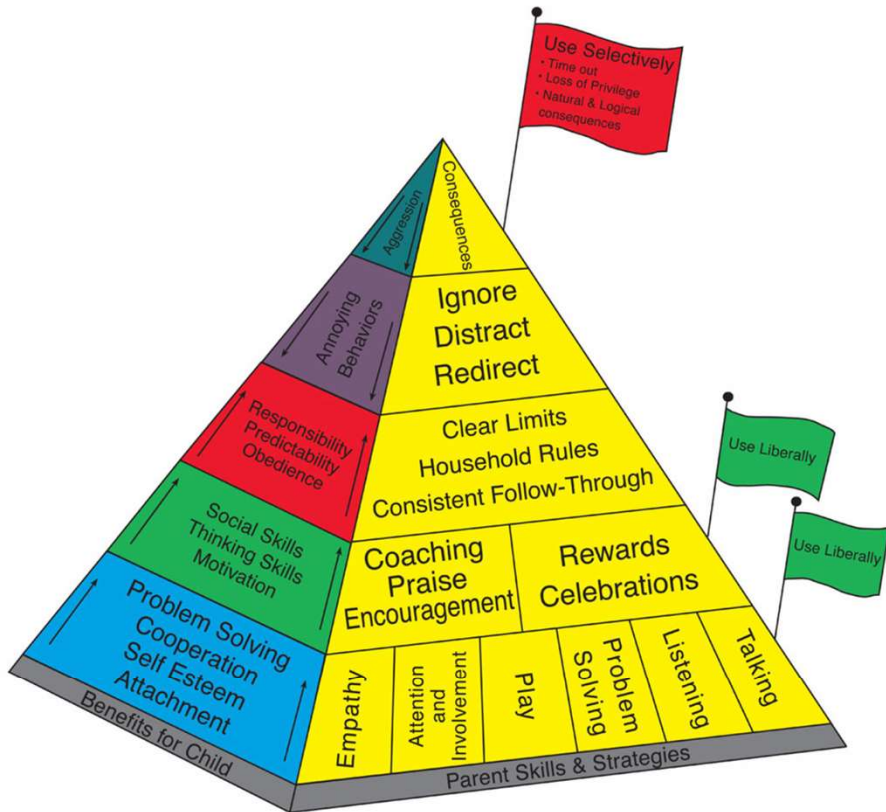 Use Selectively
• Time out
• Loss of Privilege
• Natural & Logical
consequences
Aggression
Consequences
Annoying
Behaviors
Ignore
Distract
Redirect
Responsibility
Predictability
Obedience
Clear Limits
Household Rules
Consistent Follow-Through
Use Liberally
Social Skills
Thinking Skills
Motivation
Coaching
Praise
Encouragement
Rewards
Celebrations
Use Liberally
Problem Solving
Cooperation
Self Esteem
Attachment
Empathy
Attention
and
Involvement
Play
Problem
Solving
Listening
Talking
Benefits for Child
Parent Skills & Strategies